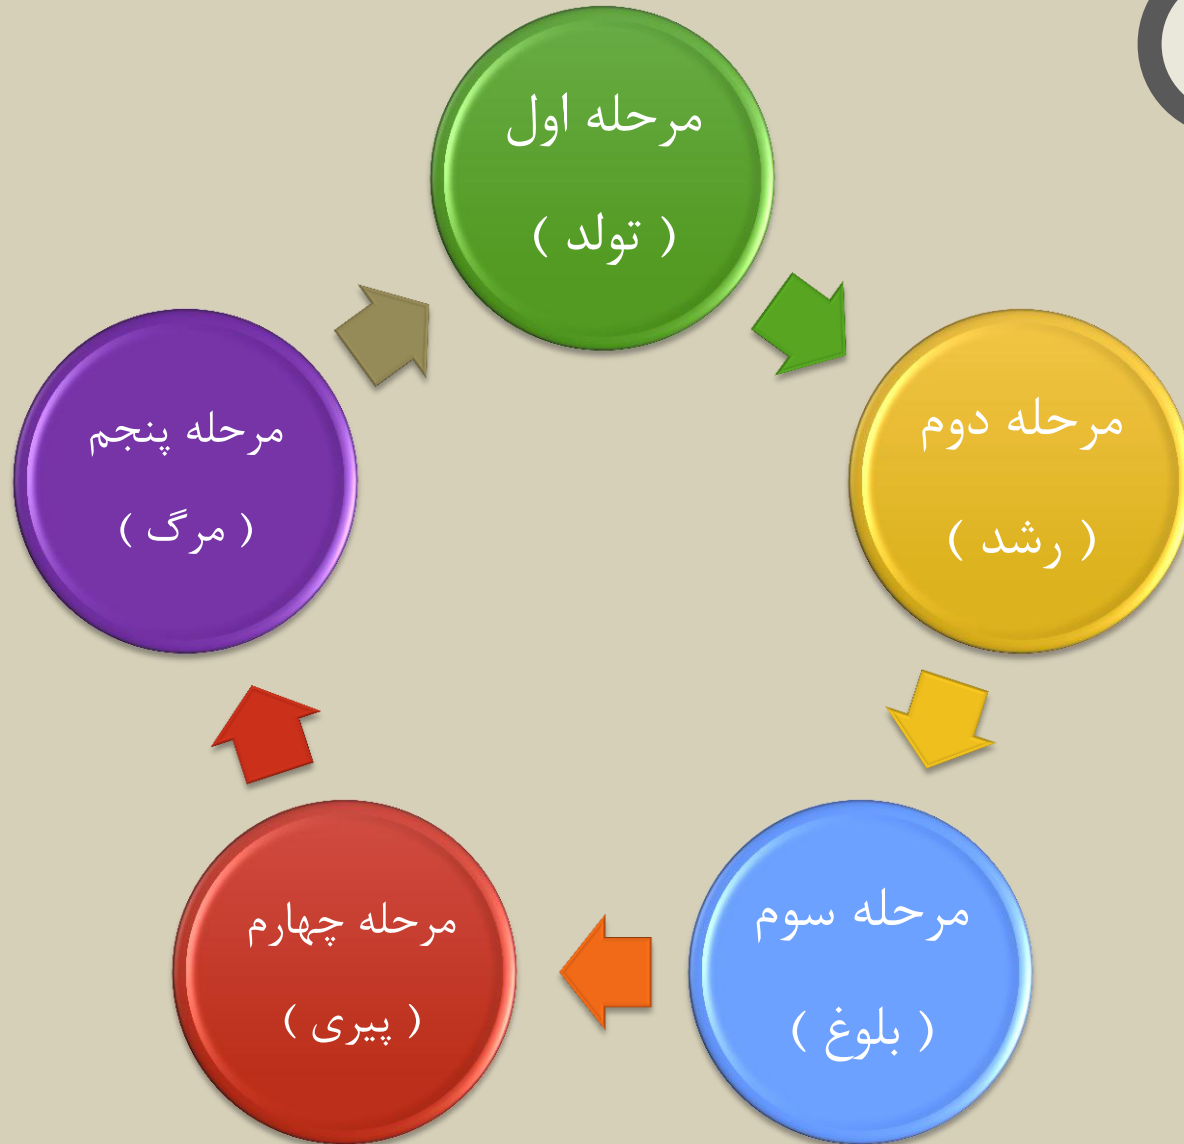 مرحله اول
( تولد )
مرحله دوم
( رشد )
مرحله سوم
( بلوغ )
مرحله چهارم
( پیری )
مرحله پنجم
( مرگ )